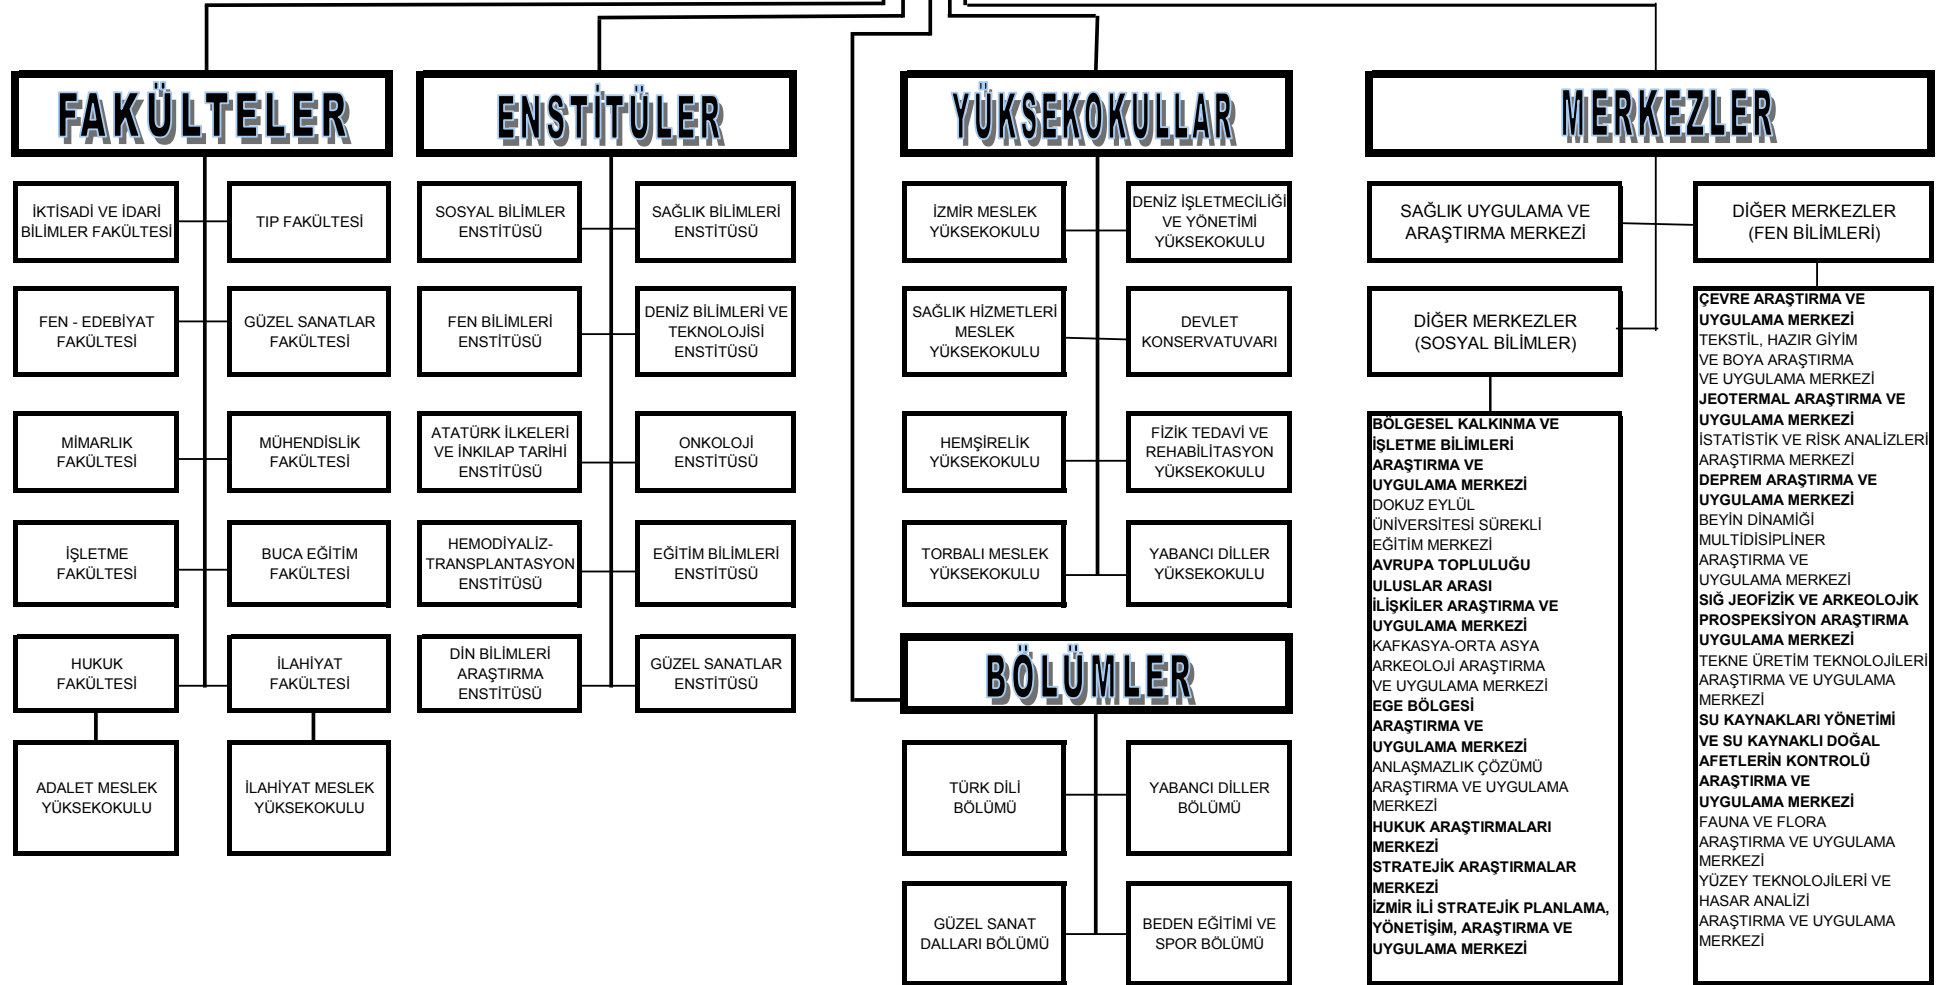 FAKÜLTELER
İKTİSADİ VE İDARİ
BİLİMLER FAKÜLTESİ
TIP FAKÜLTESİ
FEN - EDEBİYAT
FAKÜLTESİ
GÜZEL SANATLAR
FAKÜLTESİ
MİMARLIK
FAKÜLTESİ
MÜHENDİSLİK
FAKÜLTESİ
İŞLETME
FAKÜLTESİ
BUCA EĞİTİM
FAKÜLTESİ
HUKUK
FAKÜLTESİ
İLAHİYAT
FAKÜLTESİ
ADALET MESLEK
YÜKSEKOKULU
İLAHİYAT MESLEK
YÜKSEKOKULU
ENSTİTÜLER
SOSYAL BİLİMLER
ENSTİTÜSÜ
SAĞLIK BİLİMLERİ
ENSTİTÜSÜ
FEN BİLİMLERİ
ENSTİTÜSÜ
DENİZ BİLİMLERİ VE
TEKNOLOJİSİ
ENSTİTÜSÜ
ATATÜRK İLKELERİ
VE İNKILAP TARİHİ
ENSTİTÜSÜ
ONKOLOJİ
ENSTİTÜSÜ
HEMODİYALİZ-
TRANSPLANTASYON
ENSTİTÜSÜ
EĞİTİM BİLİMLERİ
ENSTİTÜSÜ
DİN BİLİMLERİ
ARAŞTIRMA
ENSTİTÜSÜ
GÜZEL SANATLAR
ENSTİTÜSÜ
YÜKSEKOKULLAR
İZMİR MESLEK
YÜKSEKOKULU
DENİZ İŞLETMECİLİĞİ
VE YÖNETİMİ
YÜKSEKOKULU
SAĞLIK HİZMETLERİ
MESLEK
YÜKSEKOKULU
DEVLET
KONSERVATUVARI
HEMŞİRELİK
YÜKSEKOKULU
FİZİK TEDAVİ VE
REHABİLİTASYON
YÜKSEKOKULU
TORBALI MESLEK
YÜKSEKOKULU
YABANCI DİLLER
YÜKSEKOKULU
BÖLÜMLER
TÜRK DİLİ
BÖLÜMÜ
YABANCI DİLLER
BÖLÜMÜ
GÜZEL SANAT
DALLARI BÖLÜMÜ
BEDEN EĞİTİMİ VE
SPOR BÖLÜMÜ
MERKEZLER
SAĞLIK UYGULAMA VE
ARAŞTIRMA MERKEZİ
DİĞER MERKEZLER
(FEN BİLİMLERİ)
DİĞER MERKEZLER
(SOSYAL BİLİMLER)
BÖLGESEL KALKINMA VE
İŞLETME BİLİMLERİ
ARAŞTIRMA VE
UYGULAMA MERKEZİ
DOKUZ EYLÜL
ÜNİVERSİTESİ SÜREKLİ
EĞİTİM MERKEZİ
AVRUPA TOPLULUĞU
ULUSLAR ARASI
İLİŞKİLER ARAŞTIRMA VE
UYGULAMA MERKEZİ
KAFKASYA-ORTA ASYA
ARKEOLOJİ ARAŞTIRMA
VE UYGULAMA MERKEZİ
EGE BÖLGESİ
ARAŞTIRMA VE
UYGULAMA MERKEZİ
ANLAŞMAZLIK ÇÖZÜMÜ
ARAŞTIRMA VE UYGULAMA
MERKEZİ
HUKUK ARAŞTIRMALARI
MERKEZİ
STRATEJİK ARAŞTIRMALAR
MERKEZİ
İZMİR İLİ STRATEJİK PLANLAMA,
YÖNETİŞİM, ARAŞTIRMA VE
UYGULAMA MERKEZİ
ÇEVRE ARAŞTIRMA VE
UYGULAMA MERKEZİ
TEKSTİL, HAZIR GİYİM
VE BOYA ARAŞTIRMA
VE UYGULAMA MERKEZİ
JEOTERMAL ARAŞTIRMA VE
UYGULAMA MERKEZİ
İSTATİSTİK VE RİSK ANALİZLERİ
ARAŞTIRMA MERKEZİ
DEPREM ARAŞTIRMA VE
UYGULAMA MERKEZİ
BEYİN DİNAMİĞİ
MULTİDİSİPLİNER
ARAŞTIRMA VE
UYGULAMA MERKEZİ
SIĞ JEOFİZİK VE ARKEOLOJİK
PROSPEKSİYON ARAŞTIRMA
UYGULAMA MERKEZİ
TEKNE ÜRETİM TEKNOLOJİLERİ
ARAŞTIRMA VE UYGULAMA
MERKEZİ
SU KAYNAKLARI YÖNETİMİ
VE SU KAYNAKLI DOĞAL
AFETLERİN KONTROLÜ
ARAŞTIRMA VE
UYGULAMA MERKEZİ
FAUNA VE FLORA
ARAŞTIRMA VE UYGULAMA
MERKEZİ
YÜZEY TEKNOLOJİLERİ VE
HASAR ANALİZİ
ARAŞTIRMA VE UYGULAMA
MERKEZİ